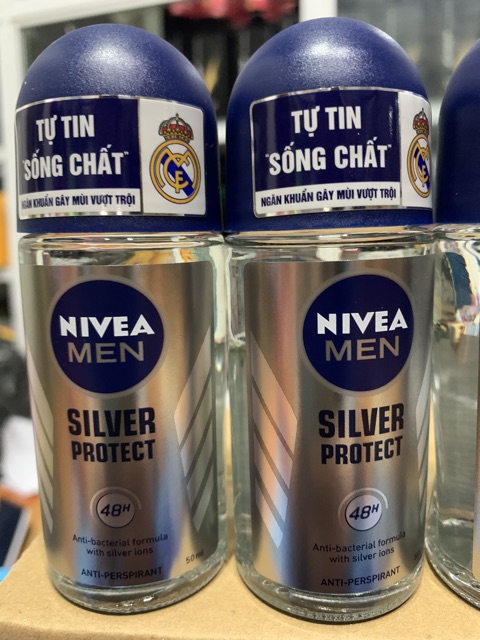 TỰ TIN
"SỐNG CHẤT"
NGĂN KHUẨN GÂY MÙI VƯỢT TRỘI
NIVEA
MEN
SILVER
PROTECT
48H
Anti-bacterial formula
with silver ions
50 ml
ANTI-PERSPIRANT
TỰ TIN
"SỐNG CHẤT"
NGĂN KHUẨN GÂY MÙI VƯỢT TRỘI
NIVEA
MEN
SILVER
PROTECT
48H
Anti-bacterial formula
with silver ions
ANTI-PERSPIRANT